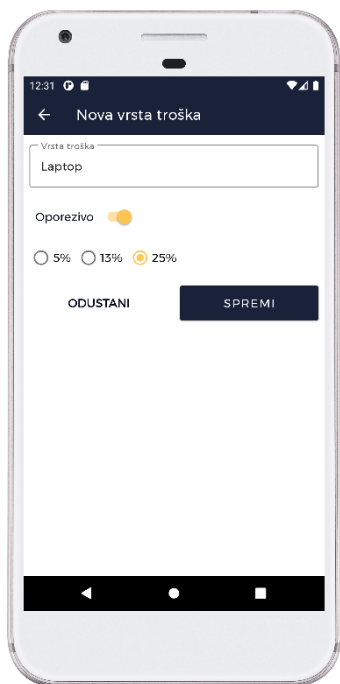 12:31
Nova vrsta troška
Vrsta troška
Laptop
Oporezivo
5% 13% 25%
ODUSTANI SPREMI